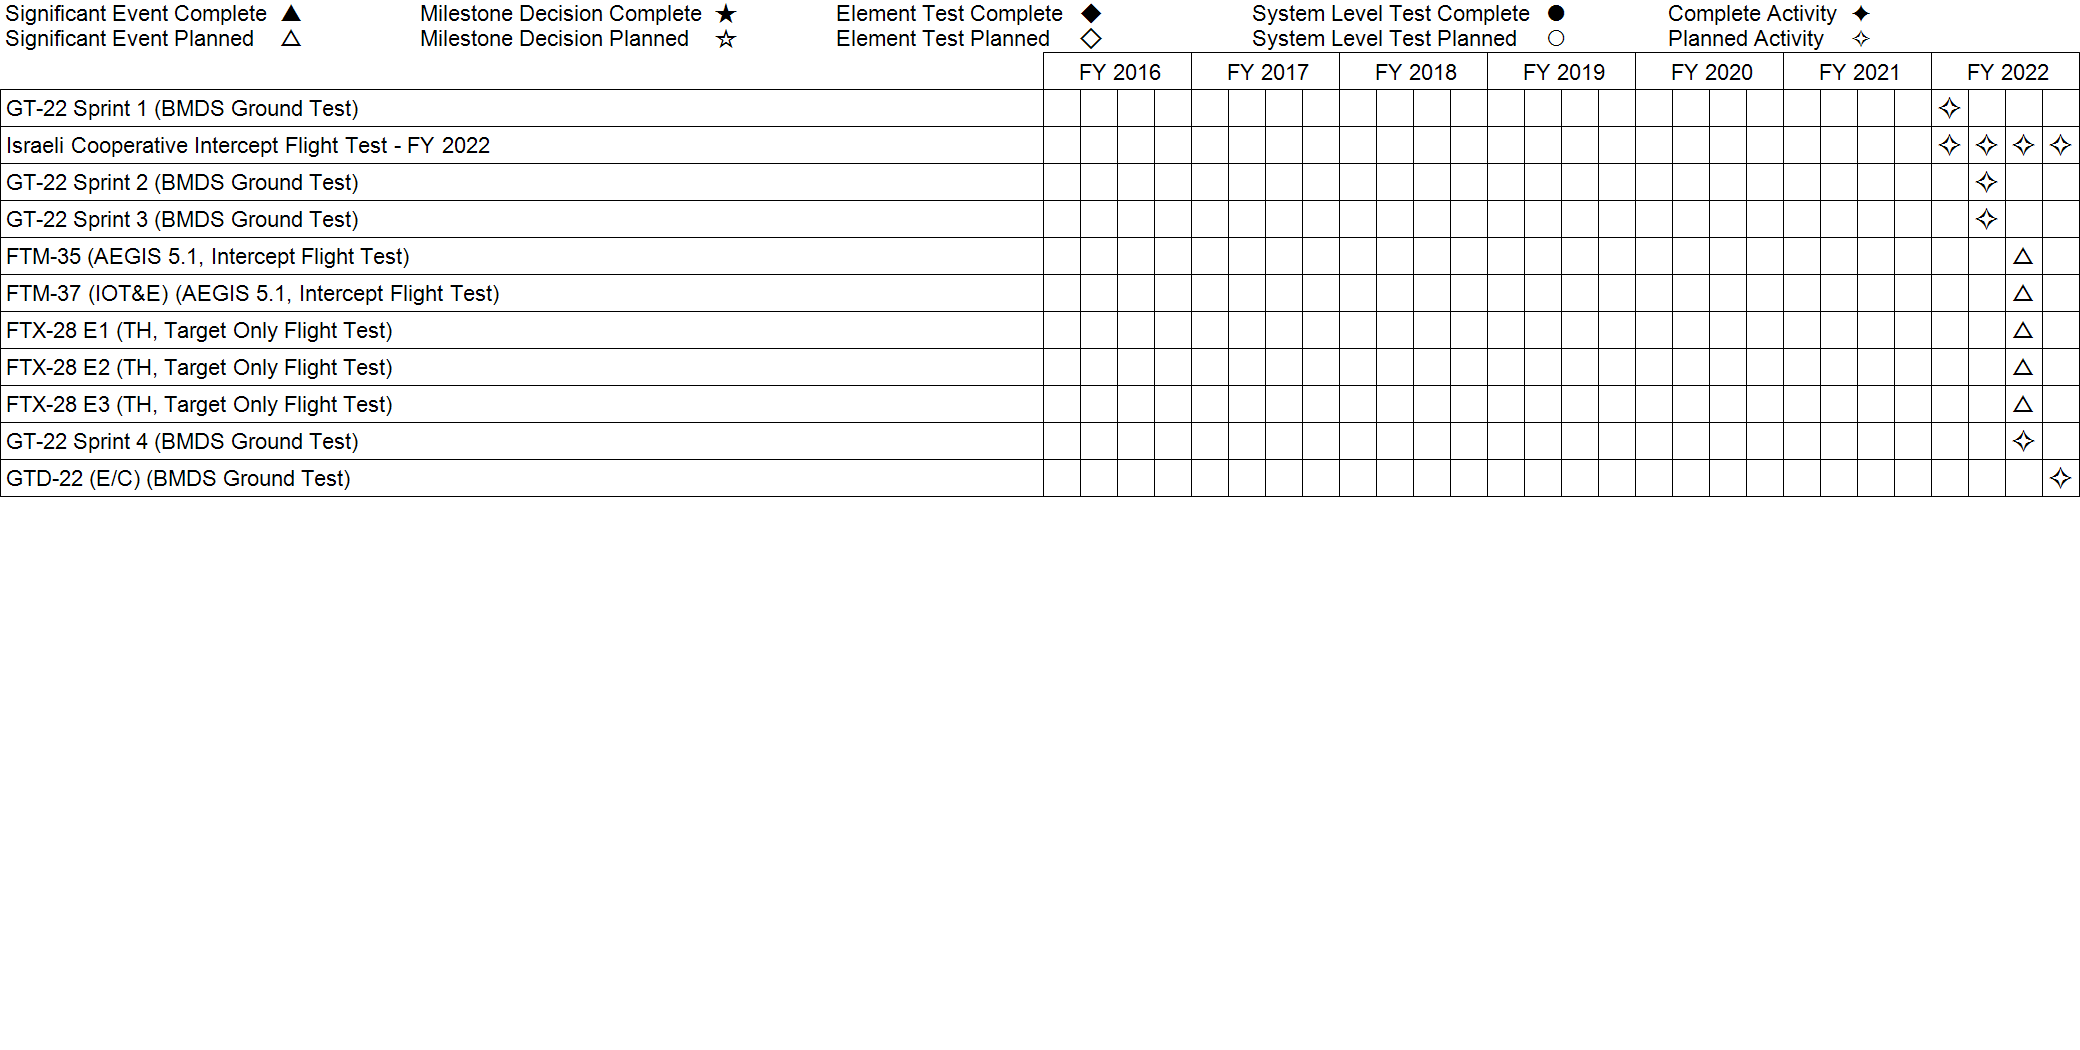 Significant Event Complete ▲ Milestone Decision Complete ★ Element Test Complete ◆ System Level Test Complete ● Complete Activity ✦
Significant Event Planned △ Milestone Decision Planned ☆ Element Test Planned ◇ System Level Test Planned ○ Planned Activity ✧
FY 2016 FY 2017 FY 2018 FY 2019 FY 2020 FY 2021 FY 2022
GT-22 Sprint 1 (BMDS Ground Test) ✧
Israeli Cooperative Intercept Flight Test - FY 2022 ✧ ✧ ✧ ✧
GT-22 Sprint 2 (BMDS Ground Test) ✧
GT-22 Sprint 3 (BMDS Ground Test) ✧
FTM-35 (AEGIS 5.1, Intercept Flight Test) △
FTM-37 (IOT&E) (AEGIS 5.1, Intercept Flight Test) △
FTX-28 E1 (TH, Target Only Flight Test) △
FTX-28 E2 (TH, Target Only Flight Test) △
FTX-28 E3 (TH, Target Only Flight Test) △
GT-22 Sprint 4 (BMDS Ground Test) ✧
GTD-22 (E/C) (BMDS Ground Test) ✧